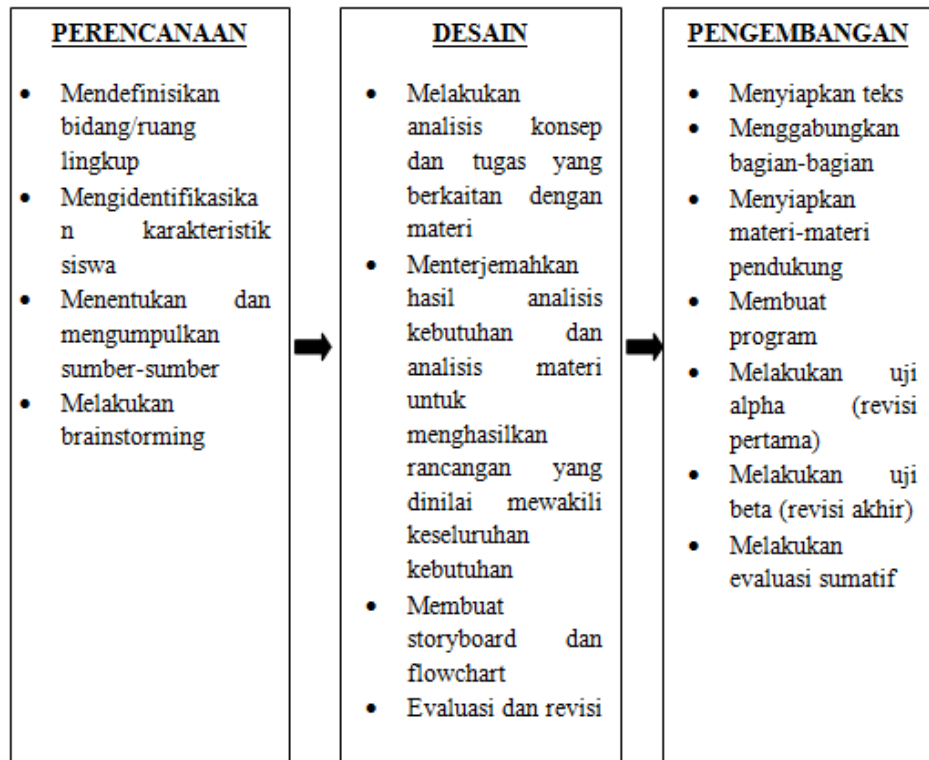 PERENCANAAN
• Mendefinisikan
bidang/ruang
lingkup
• Mengidentifikasika
n karakteristik
siswa
• Menentukan dan
mengumpulkan
sumber-sumber
• Melakukan
brainstorming
DESAIN
• Melakukan
analisis konsep
dan tugas yang
berkaitan dengan
materi
• Menterjemahkan
hasil analisis
kebutuhan dan
analisis materi
untuk
menghasilkan
rancangan yang
dinilai mewakili
keseluruhan
kebutuhan
• Membuat
storyboard dan
flowchart
• Evaluasi dan revisi
PENGEMBANGAN
• Menyiapkan teks
• Menggabungkan
bagian-bagian
• Menyiapkan
materi-materi
pendukung
• Membuat
program
• Melakukan uji
alpha (revisi
pertama)
• Melakukan uji
beta (revisi akhir)
• Melakukan
evaluasi sumatif